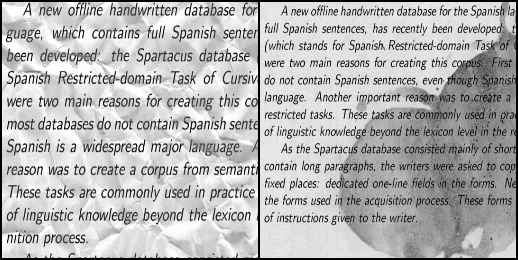 A new offline handwritten database for
guage, which contains full Spanish senten
been developed: the Spartacus database
Spanish Restricted-domain Task of Cursiv
were two main reasons for creating this co
most databases do not contain Spanish sente
Spanish is a widespread major language. A
reason was to create a corpus from semanti
These tasks are commonly used in practice
of linguistic knowledge beyond the lexicon
nition process.
As the Spartacus database consisted
A new offline handwritten database for the Spanish la
full Spanish sentences, has recently been developed: t
(which stands for Spanish Restricted-domain Task of C
were two main reasons for creating this corpus. First
do not contain Spanish sentences, even though Spanish
language. Another important reason was to create a
restricted tasks. These tasks are commonly used in prac
of linguistic knowledge beyond the lexicon level in the re
As the Spartacus database consisted mainly of short
contain long paragraphs, the writers were asked to cop
fixed places: dedicated one-line fields in the forms. Ne
the forms used in the acquisition process. These forms
of instructions given to the writer.